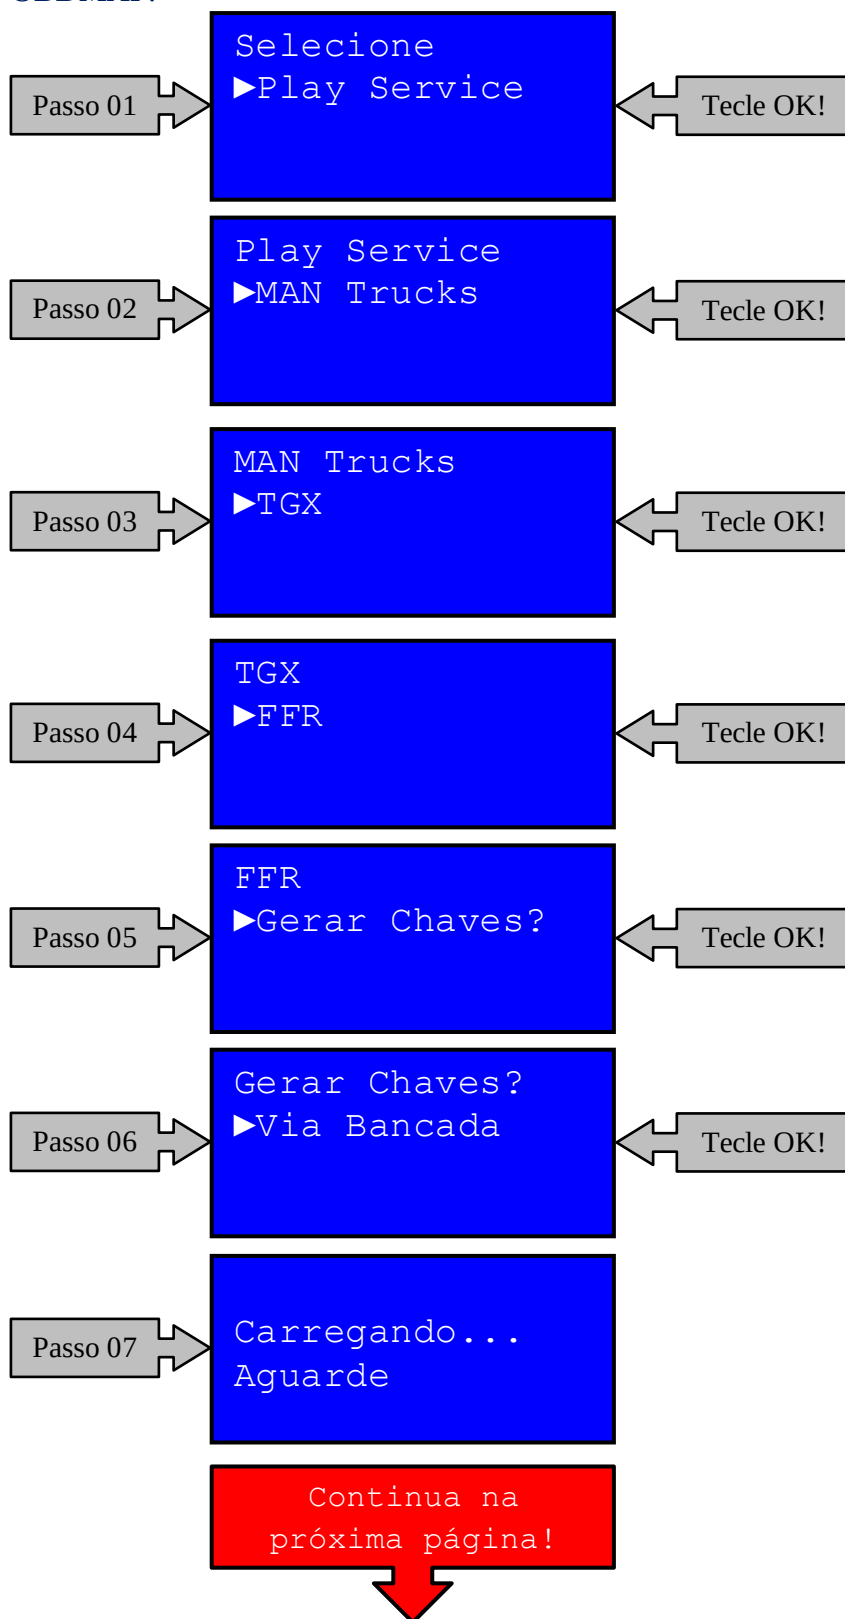 Selecione
Passo 01
►Play Service
Tecle OK!
Play Service
Passo 02
►MAN Trucks
Tecle OK!
MAN Trucks
Passo 03
►TGX
Tecle OK!
TGX
Passo 04
►FFR
Tecle OK!
FFR
Passo 05
►Gerar Chaves?
Tecle OK!
Gerar Chaves?
Passo 06
►Via Bancada
Tecle OK!
Passo 07
Carregando...
Aguarde
Continua na
próxima página!